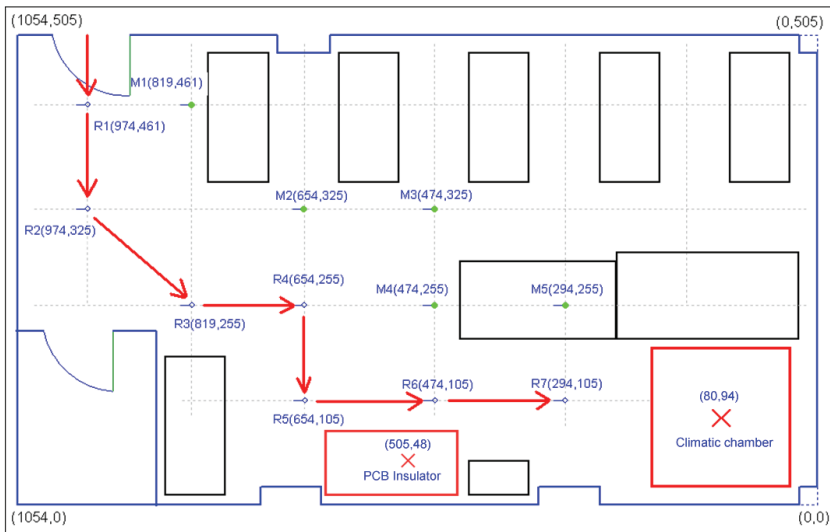 (1054,505)
(0,505)
M1(819,461)
R1(974,461)
M2(654,325)
M3(474,325)
R2(974,325)
R4(654,255)
M4(474,255)
M5(294,255)
R3(819,255)
R6(474,105)
R7(294,105)
(80,94)
R5(654,105)
(505,48)
Climatic chamber
PCB Insulator
(1054,0)
(0,0)